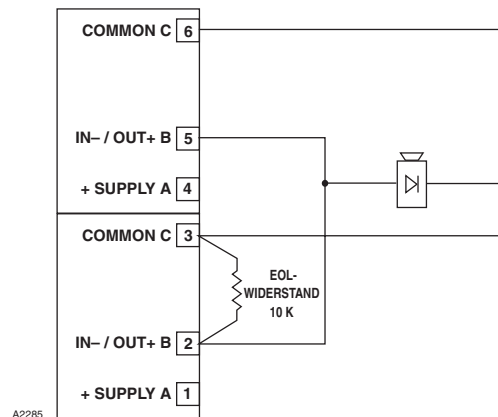 COMMON C 6
IN– / OUT+ B 5
+ SUPPLY A 4
COMMON C 3
EOL-
WIDERSTAND
10 K
IN– / OUT+ B 2
+ SUPPLY A 1
A2285